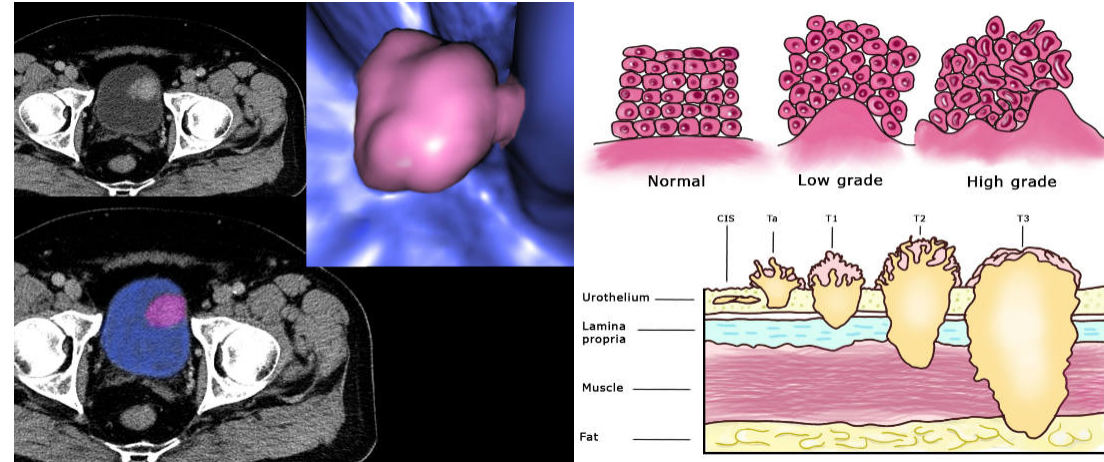 Normal
Low grade
High grade
CIS
Ta
T1
T2
T3
Urothelium
Lamina
propria
Muscle
Fat